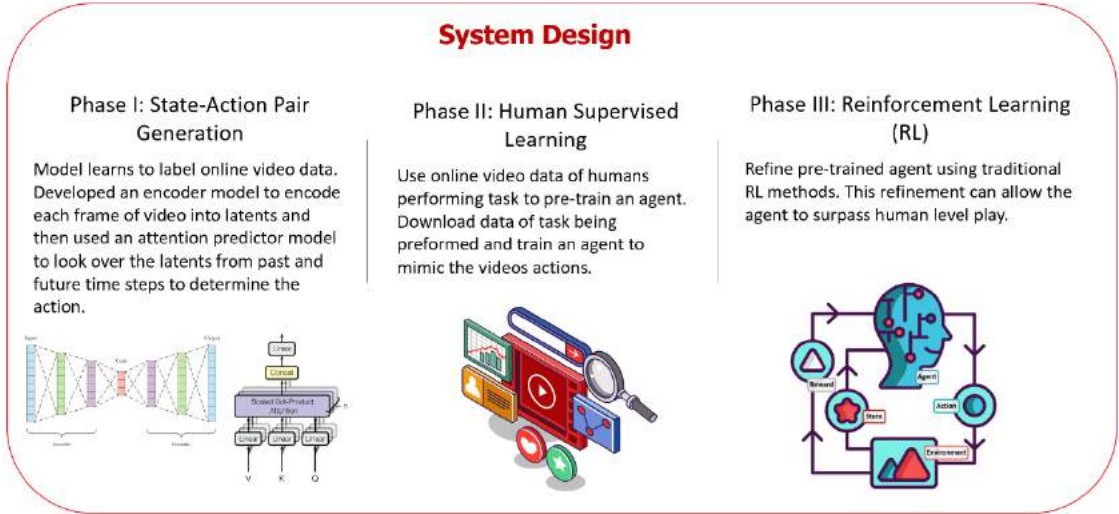 System Design
Phase I: State-Action Pair
Generation
Model learns to label online video data.
Developed an encoder model to encode
each frame of video into latents and
then used an attention predictor model
to look over the latents from past and
future time steps to determine the
action.
Linear
Concat
Scaled Dot-Product
Attention
h
Linear
Linear
Linear
V
K
Q
Phase II: Human Supervised
Learning
Use online video data of humans
performing task to pre-train an agent.
Download data of task being
preformed and train an agent to
mimic the videos actions.
Phase III: Reinforcement Learning
(RL)
Refine pre-trained agent using traditional
RL methods. This refinement can allow the
agent to surpass human level play.
Agent
Reward
State
Action
Environment